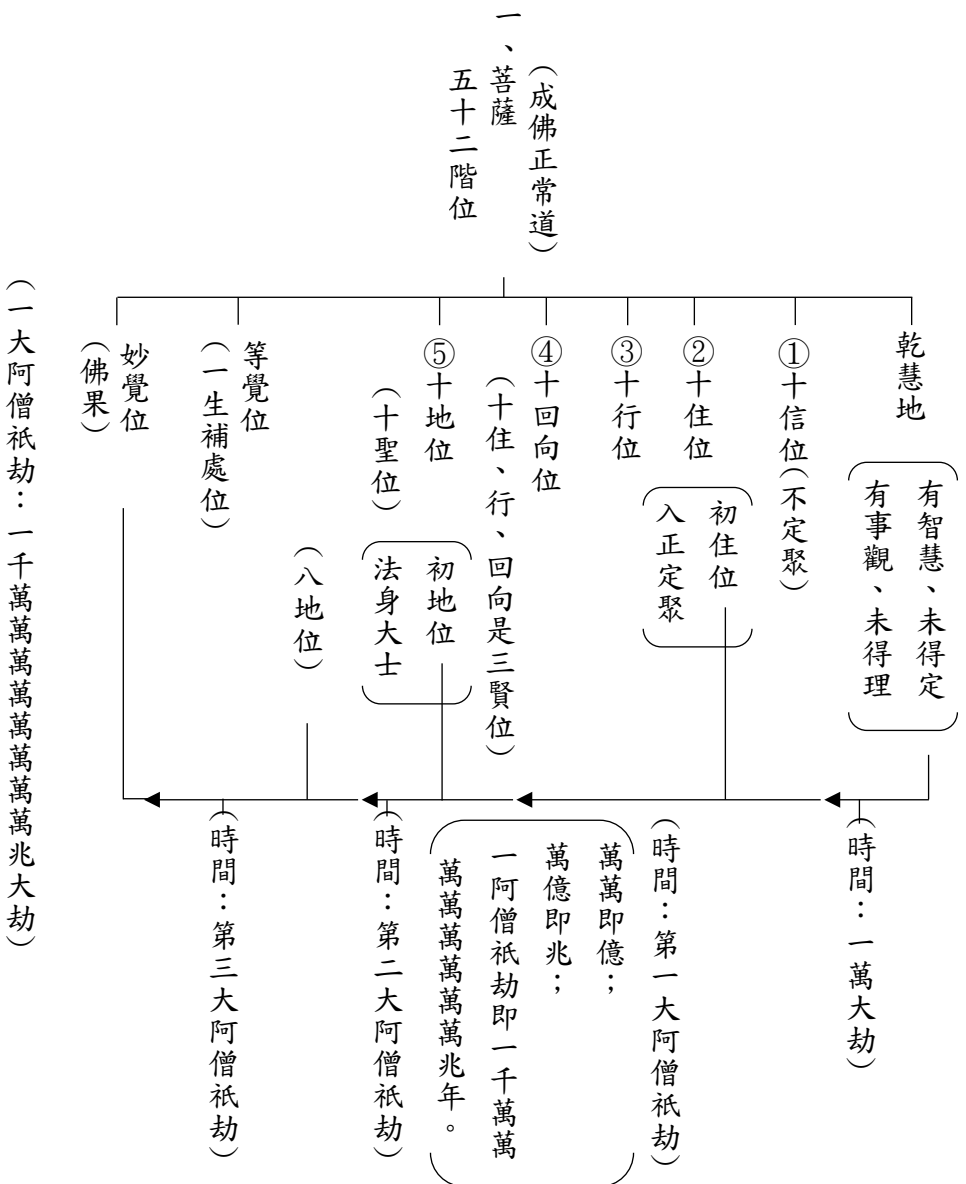 一、菩薩
五十二階位
(成佛正常道)
乾慧地
有智慧、未得定
有事觀、未得理
(時間:一萬大劫)
①十信位(不定聚)
②十住位
初住位
入正定聚
(時間:第一大阿僧祇劫)
③十行位
萬萬即億;
萬億即兆;
一阿僧祇劫即一千萬萬
萬萬萬萬萬萬兆年。
④十回向位
(十住、行、回向是三賢位)
⑤十地位
(十聖位)
初地位
法身大士
(時間:第二大阿僧祇劫)
(八地位)
等覺位
(一生補處位)
(時間:第三大阿僧祇劫)
妙覺位
(佛果)
(一大阿僧祇劫:一千萬萬萬萬萬萬萬萬兆大劫)